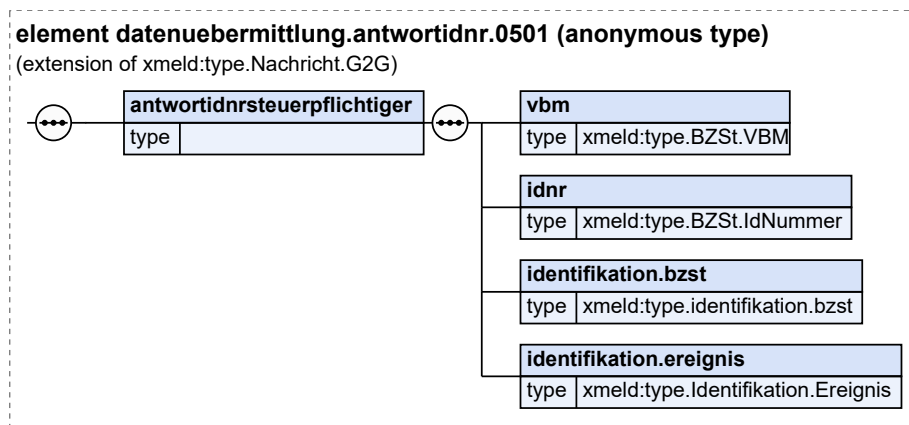 element datenuebermittlung.antwortidnr.0501 (anonymous type)
(extension of xmeld:type.Nachricht.G2G)
antwortidnrsteuerpflichtiger
type
vbm
type xmeld:type.BZSt.VBM
idnr
type xmeld:type.BZSt.IdNummer
identifikation.bzst
type xmeld:type.identifikation.bzst
identifikation.ereignis
type xmeld:type.Identifikation.Ereignis